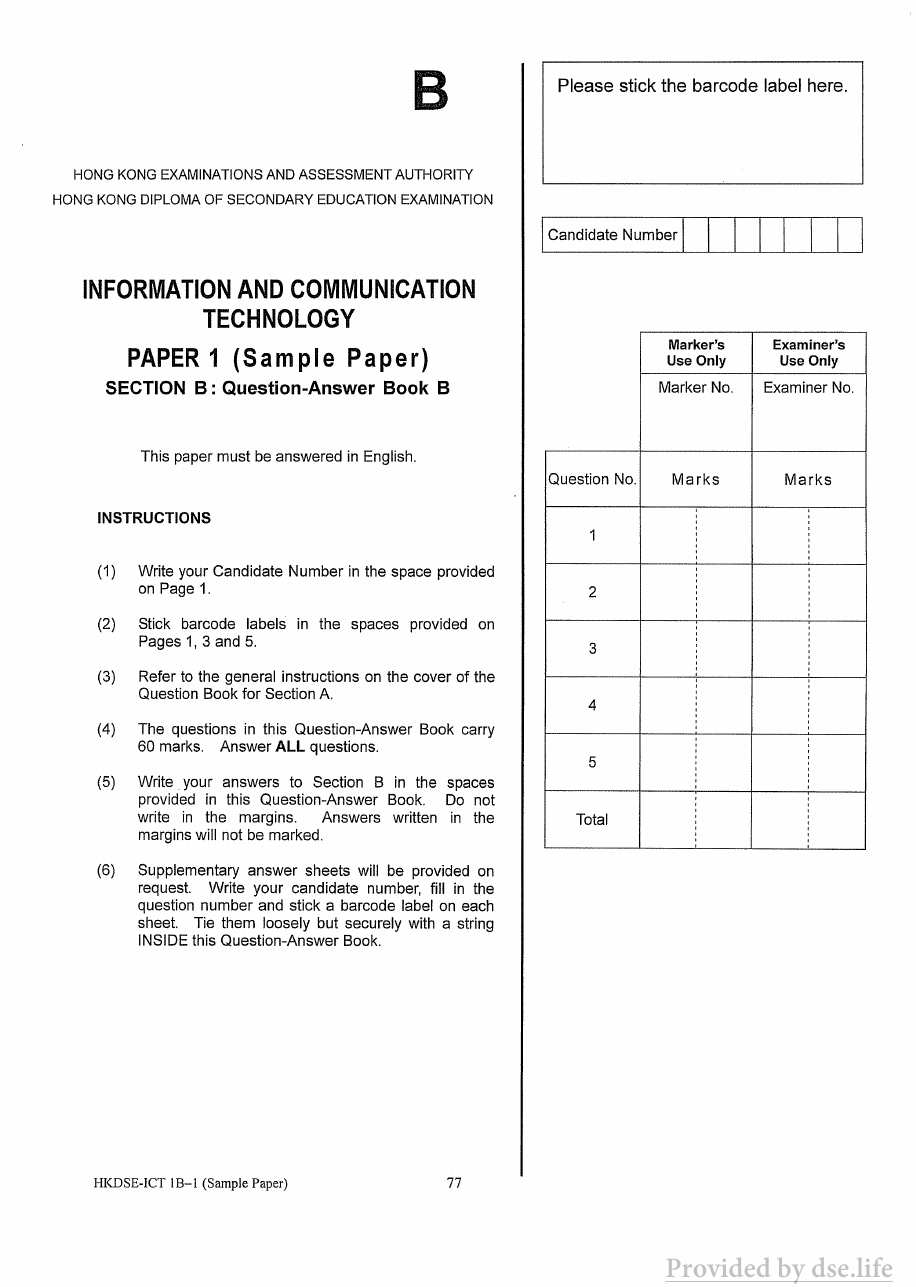 B
HONG KONG EXAMINATIONS AND ASSESSMENT AUTHORITY
HONG KONG DIPLOMA OF SECONDARY EDUCATION EXAMINATION
INFORMATION AND COMMUNICATION
TECHNOLOGY
PAPER 1 (Sample Paper)
SECTION B: Question-Answer Book B
This paper must be answered in English.
INSTRUCTIONS
(1) Write your Candidate Number in the space provided
on Page 1.
(2) Stick barcode labels in the spaces provided on
Pages 1, 3 and 5.
(3) Refer to the general instructions on the cover of the
Question Book for Section A.
(4) The questions in this Question-Answer Book carry
60 marks. Answer ALL questions.
(5) Write your answers to Section B in the spaces
provided in this Question-Answer Book. Do not
write in the margins. Answers written in the
margins will not be marked.
(6) Supplementary answer sheets will be provided on
request. Write your candidate number, fill in the
question number and stick a barcode label on each
sheet. Tie them loosely but securely with a string
INSIDE this Question-Answer Book.
HKDSE-ICT 1B–1 (Sample Paper) 77
Please stick the barcode label here.
Candidate Number
Marker's Examiner's
Use Only Use Only
Marker No. Examiner No.
Question No. Marks Marks
1
2
3
4
5
Total
Provided by dse.life